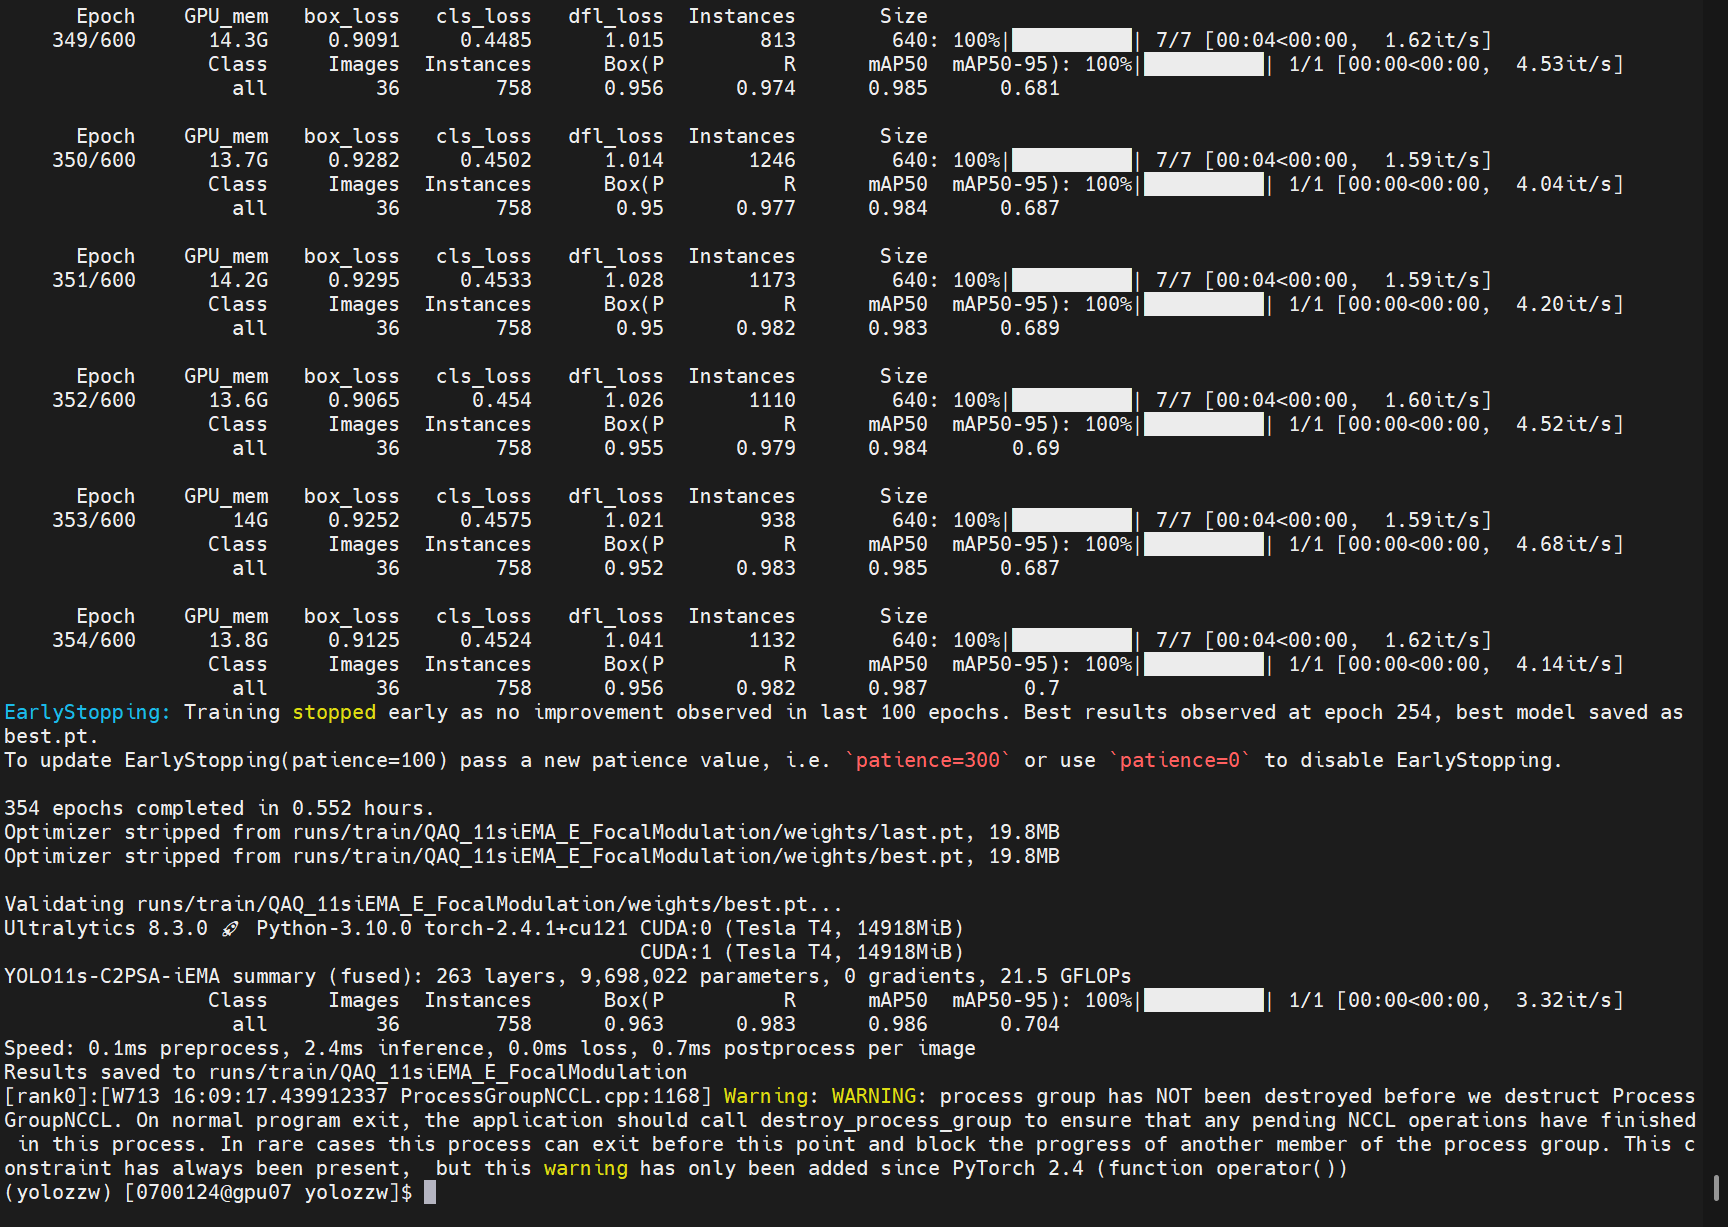 Epoch GPU_mem box_loss cls_loss dfl_loss Instances Size
349/600 14.3G 0.9091 0.4485 1.015 813 640: 100%|██████████| 7/7 [00:04<00:00, 1.62it/s]
Class Images Instances Box(P R mAP50 mAP50-95): 100%|██████████| 1/1 [00:00<00:00, 4.53it/s]
all 36 758 0.956 0.974 0.985 0.681
Epoch GPU_mem box_loss cls_loss dfl_loss Instances Size
350/600 13.7G 0.9282 0.4502 1.014 1246 640: 100%|██████████| 7/7 [00:04<00:00, 1.59it/s]
Class Images Instances Box(P R mAP50 mAP50-95): 100%|██████████| 1/1 [00:00<00:00, 4.04it/s]
all 36 758 0.95 0.977 0.984 0.687
Epoch GPU_mem box_loss cls_loss dfl_loss Instances Size
351/600 14.2G 0.9295 0.4533 1.028 1173 640: 100%|██████████| 7/7 [00:04<00:00, 1.59it/s]
Class Images Instances Box(P R mAP50 mAP50-95): 100%|██████████| 1/1 [00:00<00:00, 4.20it/s]
all 36 758 0.95 0.982 0.983 0.689
Epoch GPU_mem box_loss cls_loss dfl_loss Instances Size
352/600 13.6G 0.9065 0.454 1.026 1110 640: 100%|██████████| 7/7 [00:04<00:00, 1.60it/s]
Class Images Instances Box(P R mAP50 mAP50-95): 100%|██████████| 1/1 [00:00<00:00, 4.52it/s]
all 36 758 0.955 0.979 0.984 0.69
Epoch GPU_mem box_loss cls_loss dfl_loss Instances Size
353/600 14G 0.9252 0.4575 1.021 938 640: 100%|██████████| 7/7 [00:04<00:00, 1.59it/s]
Class Images Instances Box(P R mAP50 mAP50-95): 100%|██████████| 1/1 [00:00<00:00, 4.68it/s]
all 36 758 0.952 0.983 0.985 0.687
Epoch GPU_mem box_loss cls_loss dfl_loss Instances Size
354/600 13.8G 0.9125 0.4524 1.041 1132 640: 100%|██████████| 7/7 [00:04<00:00, 1.62it/s]
Class Images Instances Box(P R mAP50 mAP50-95): 100%|██████████| 1/1 [00:00<00:00, 4.14it/s]
all 36 758 0.956 0.982 0.987 0.7
EarlyStopping: Training stopped early as no improvement observed in last 100 epochs. Best results observed at epoch 254, best model saved as
best.pt.
To update EarlyStopping(patience=100) pass a new patience value, i.e. `patience=300` or use `patience=0` to disable EarlyStopping.
354 epochs completed in 0.552 hours.
Optimizer stripped from runs/train/QAQ_11siEMA_E_FocalModulation/weights/last.pt, 19.8MB
Optimizer stripped from runs/train/QAQ_11siEMA_E_FocalModulation/weights/best.pt, 19.8MB
Validating runs/train/QAQ_11siEMA_E_FocalModulation/weights/best.pt...
Ultralytics 8.3.0 🚀 Python-3.10.0 torch-2.4.1+cu121 CUDA:0 (Tesla T4, 14918MiB)
CUDA:1 (Tesla T4, 14918MiB)
YOLO11s-C2PSA-iEMA summary (fused): 263 layers, 9,698,022 parameters, 0 gradients, 21.5 GFLOPs
Class Images Instances Box(P R mAP50 mAP50-95): 100%|██████████| 1/1 [00:00<00:00, 3.32it/s]
all 36 758 0.963 0.983 0.986 0.704
Speed: 0.1ms preprocess, 2.4ms inference, 0.0ms loss, 0.7ms postprocess per image
Results saved to runs/train/QAQ_11siEMA_E_FocalModulation
[rank0]:[W713 16:09:17.439912337 ProcessGroupNCCL.cpp:1168] Warning: WARNING: process group has NOT been destroyed before we destruct Process
GroupNCCL. On normal program exit, the application should call destroy_process_group to ensure that any pending NCCL operations have finished
in this process. In rare cases this process can exit before this point and block the progress of another member of the process group. This c
onstraint has always been present,  but this warning has only been added since PyTorch 2.4 (function operator())
(yolozzw) [0700124@gpu07 yolozzw]$